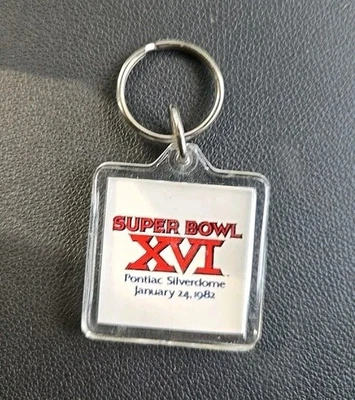 SUPER BOWL
XVI
Pontiac Silverdome
January 24, 1982